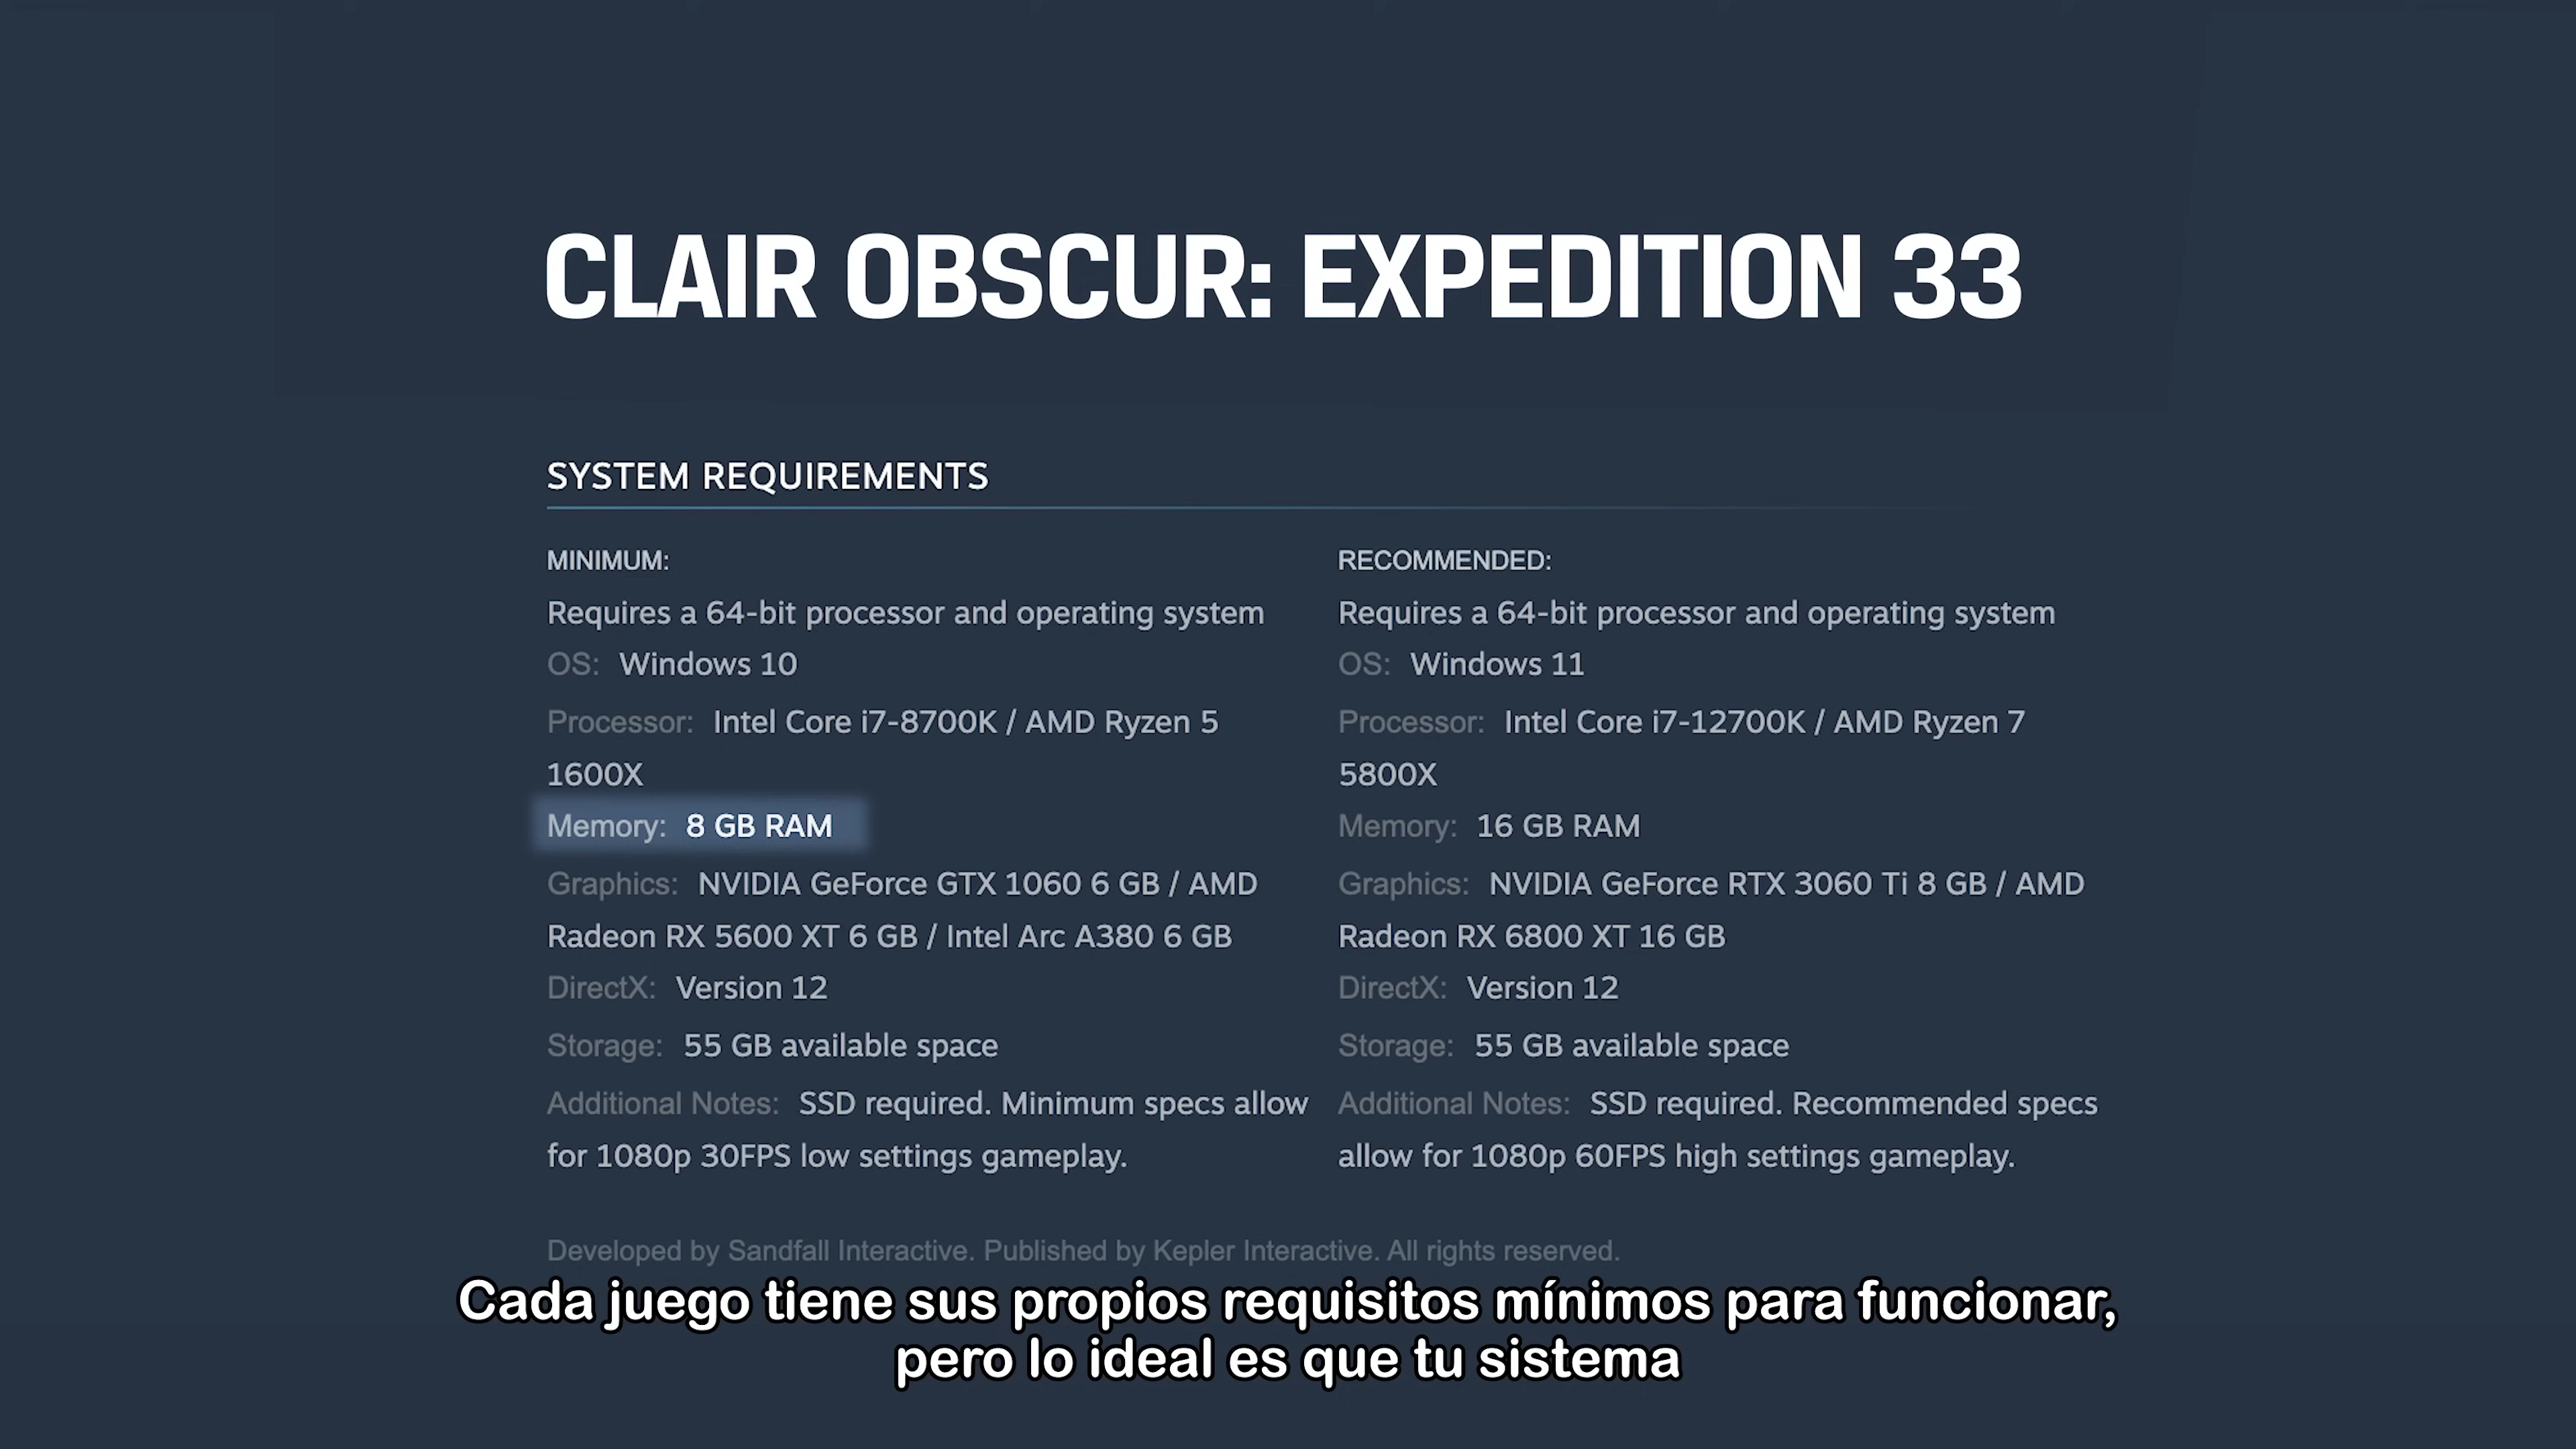 CLAIR OBSCUR: EXPEDITION 33
SYSTEM REQUIREMENTS
MINIMUM:
Requires a 64-bit processor and operating system
OS: Windows 10
Processor: Intel Core i7-8700K / AMD Ryzen 5
1600X
Memory: 8 GB RAM
Graphics: NVIDIA GeForce GTX 1060 6 GB / AMD
Radeon RX 5600 XT 6 GB / Intel Arc A380 6 GB
DirectX: Version 12
Storage: 55 GB available space
Additional Notes: SSD required. Minimum specs allow
for 1080p 30FPS low settings gameplay.
RECOMMENDED:
Requires a 64-bit processor and operating system
OS: Windows 11
Processor: Intel Core i7-12700K / AMD Ryzen 7
5800X
Memory: 16 GB RAM
Graphics: NVIDIA GeForce RTX 3060 Ti 8 GB / AMD
Radeon RX 6800 XT 16 GB
DirectX: Version 12
Storage: 55 GB available space
Additional Notes: SSD required. Recommended specs
allow for 1080p 60FPS high settings gameplay.
Developed by Sandfall Interactive. Published by Kepler Interactive. All rights reserved.
Cada juego tiene sus propios requisitos mínimos para funcionar,
pero lo ideal es que tu sistema